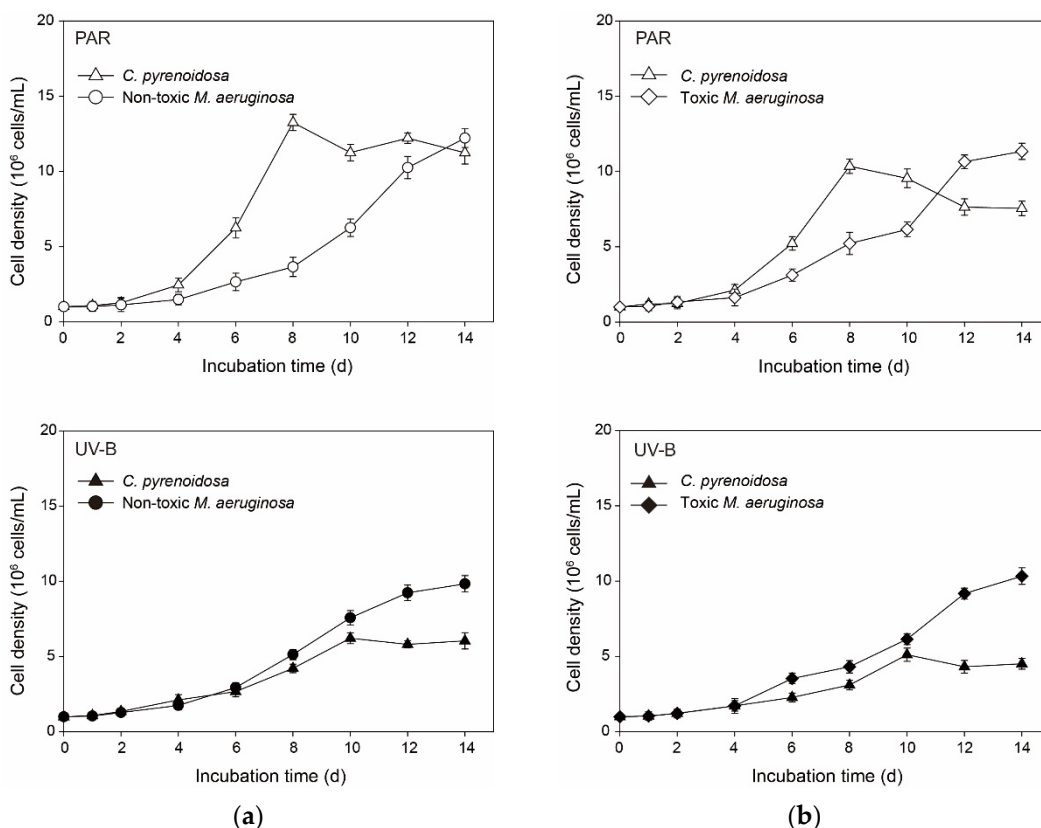 20
15
10
5
0
Cell density (10⁶ cells/mL)
PAR
C. pyrenoidosa
Non-toxic M. aeruginosa
0 2 4 6 8 10 12 14
Incubation time (d)
20
15
10
5
0
Cell density (10⁶ cells/mL)
PAR
C. pyrenoidosa
Toxic M. aeruginosa
0 2 4 6 8 10 12 14
Incubation time (d)
20
15
10
5
0
Cell density (10⁶ cells/mL)
UV-B
C. pyrenoidosa
Non-toxic M. aeruginosa
0 2 4 6 8 10 12 14
Incubation time (d)
(a)
20
15
10
5
0
Cell density (10⁶ cells/mL)
UV-B
C. pyrenoidosa
Toxic M. aeruginosa
0 2 4 6 8 10 12 14
Incubation time (d)
(b)